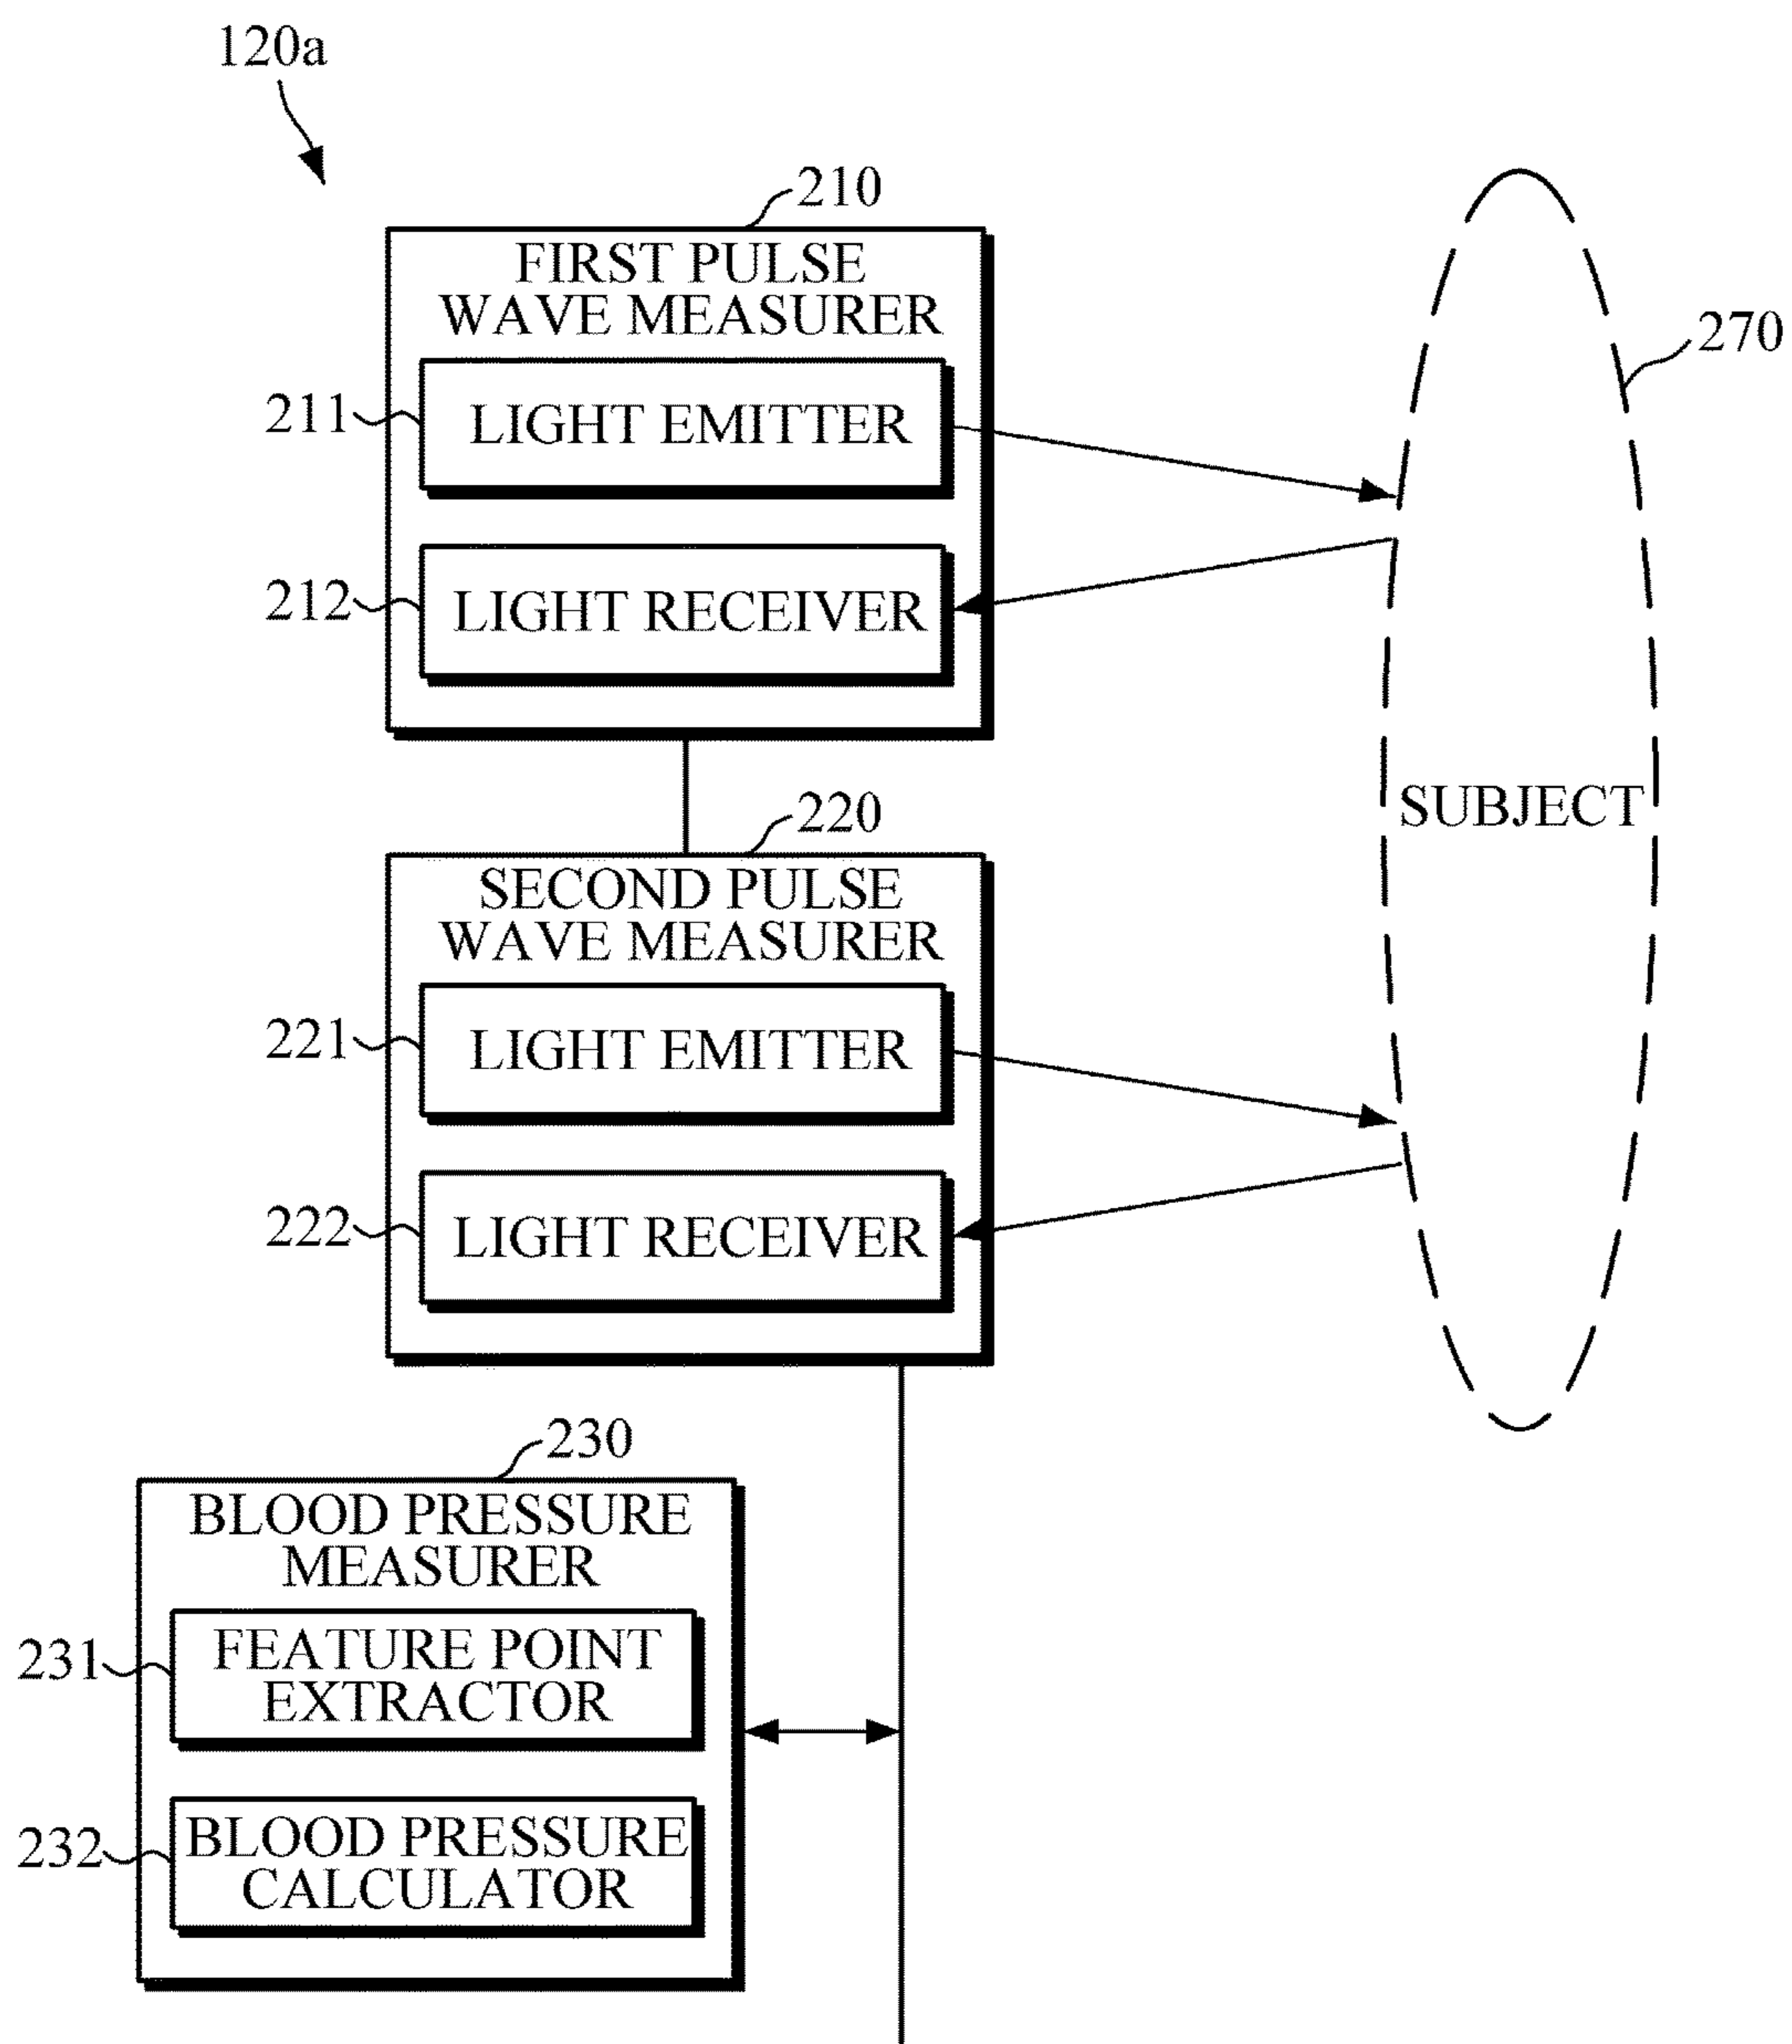 120a
210
FIRST PULSE
WAVE MEASURER
270
211
LIGHT EMITTER
212
LIGHT RECEIVER
SUBJECT
220
SECOND PULSE
WAVE MEASURER
221
LIGHT EMITTER
222
LIGHT RECEIVER
230
BLOOD PRESSURE
MEASURER
231
FEATURE POINT
EXTRACTOR
232
BLOOD PRESSURE
CALCULATOR